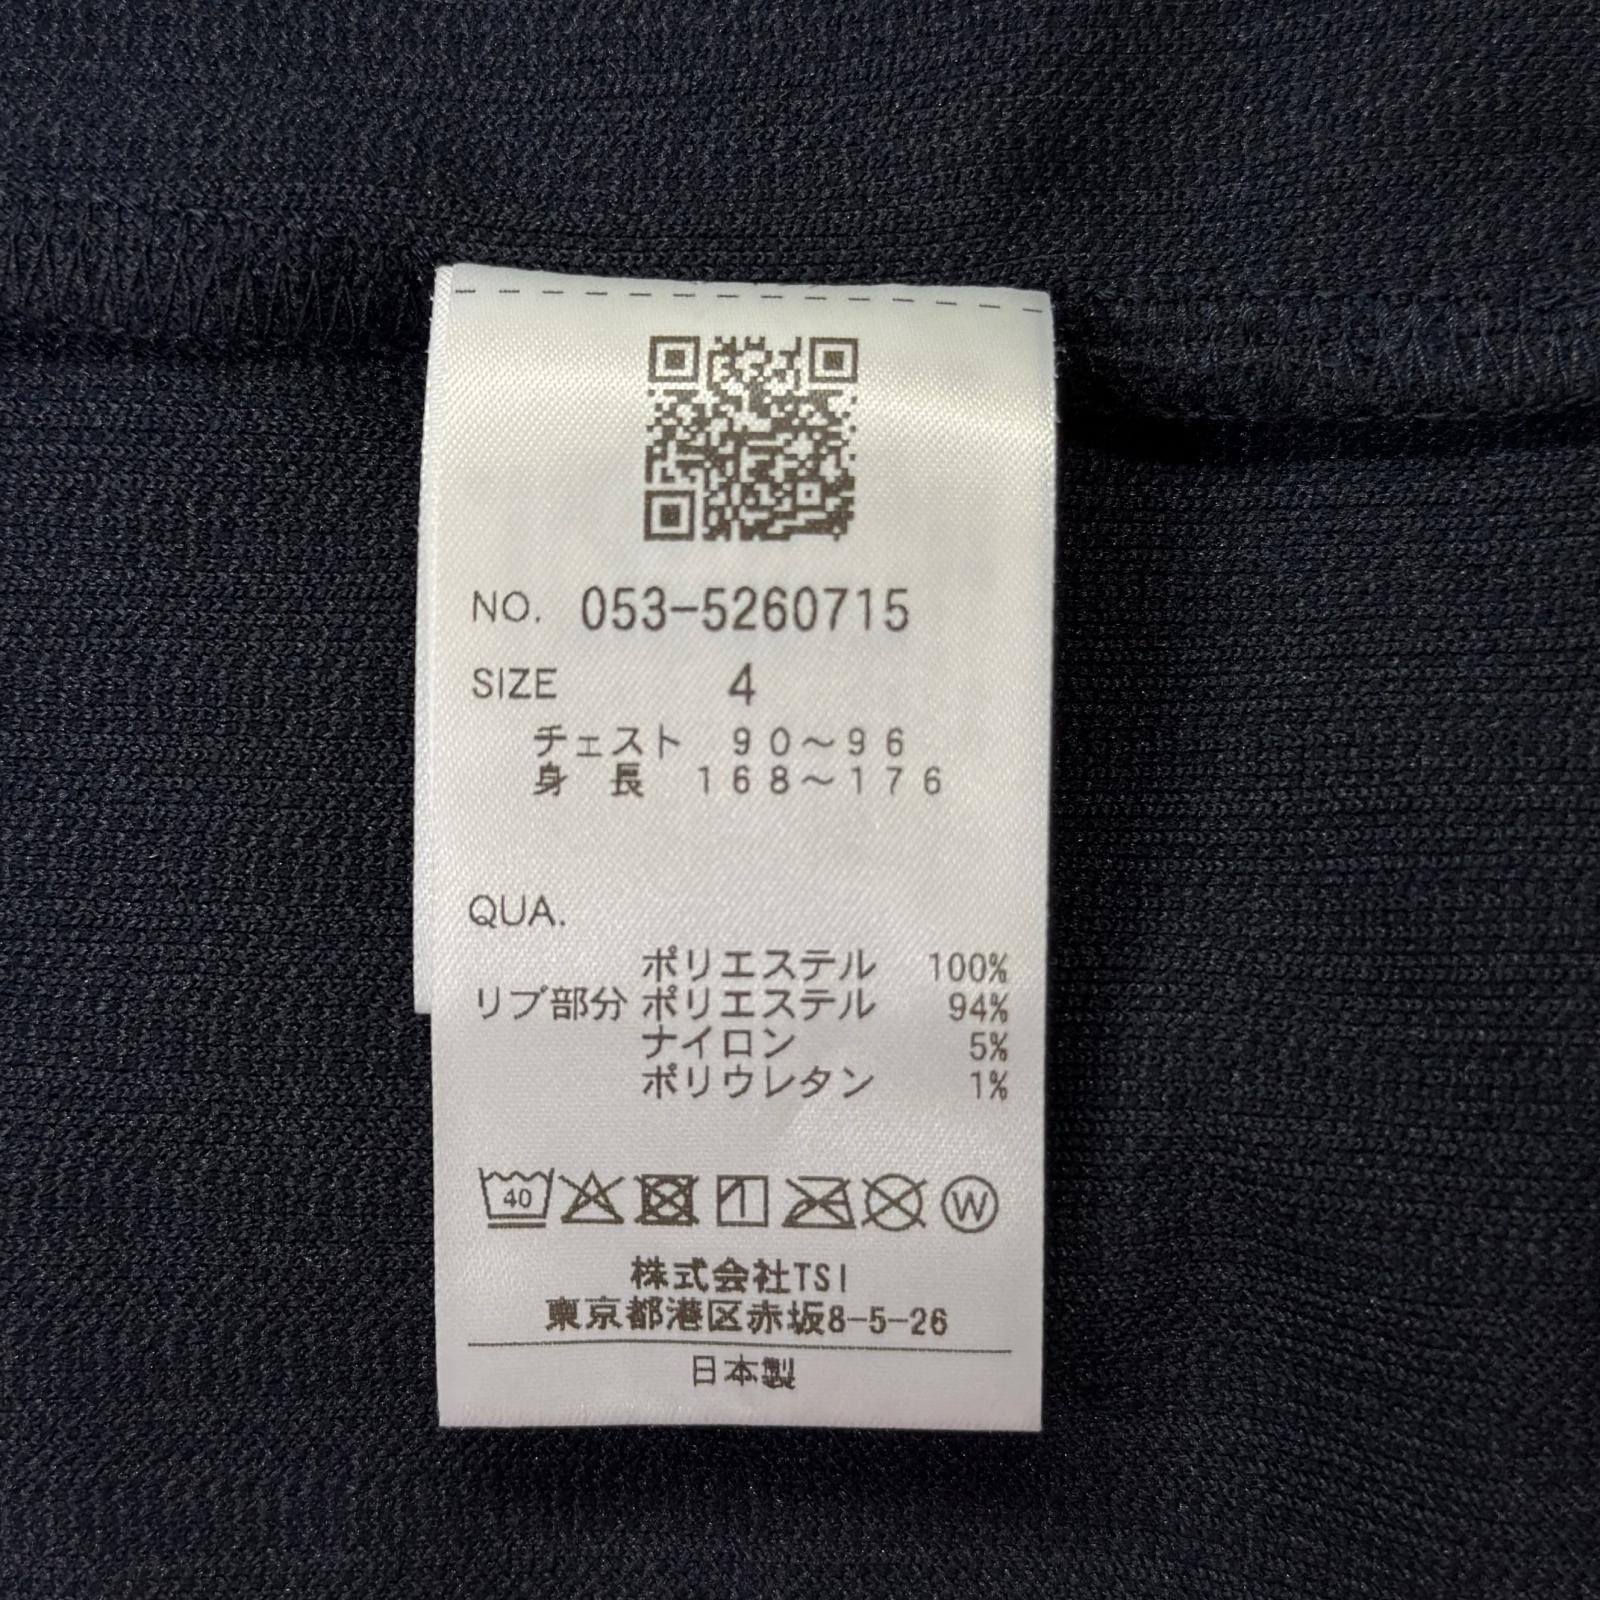 NO. 053-5260715
SIZE 4
チェスト 90～96
身長 168～176
QUA.
ポリエステル 100%
リブ部分 ポリエステル 94%
ナイロン 5%
ポリウレタン 1%
40 W
株式会社TSI
東京都港区赤坂8-5-26
日本製